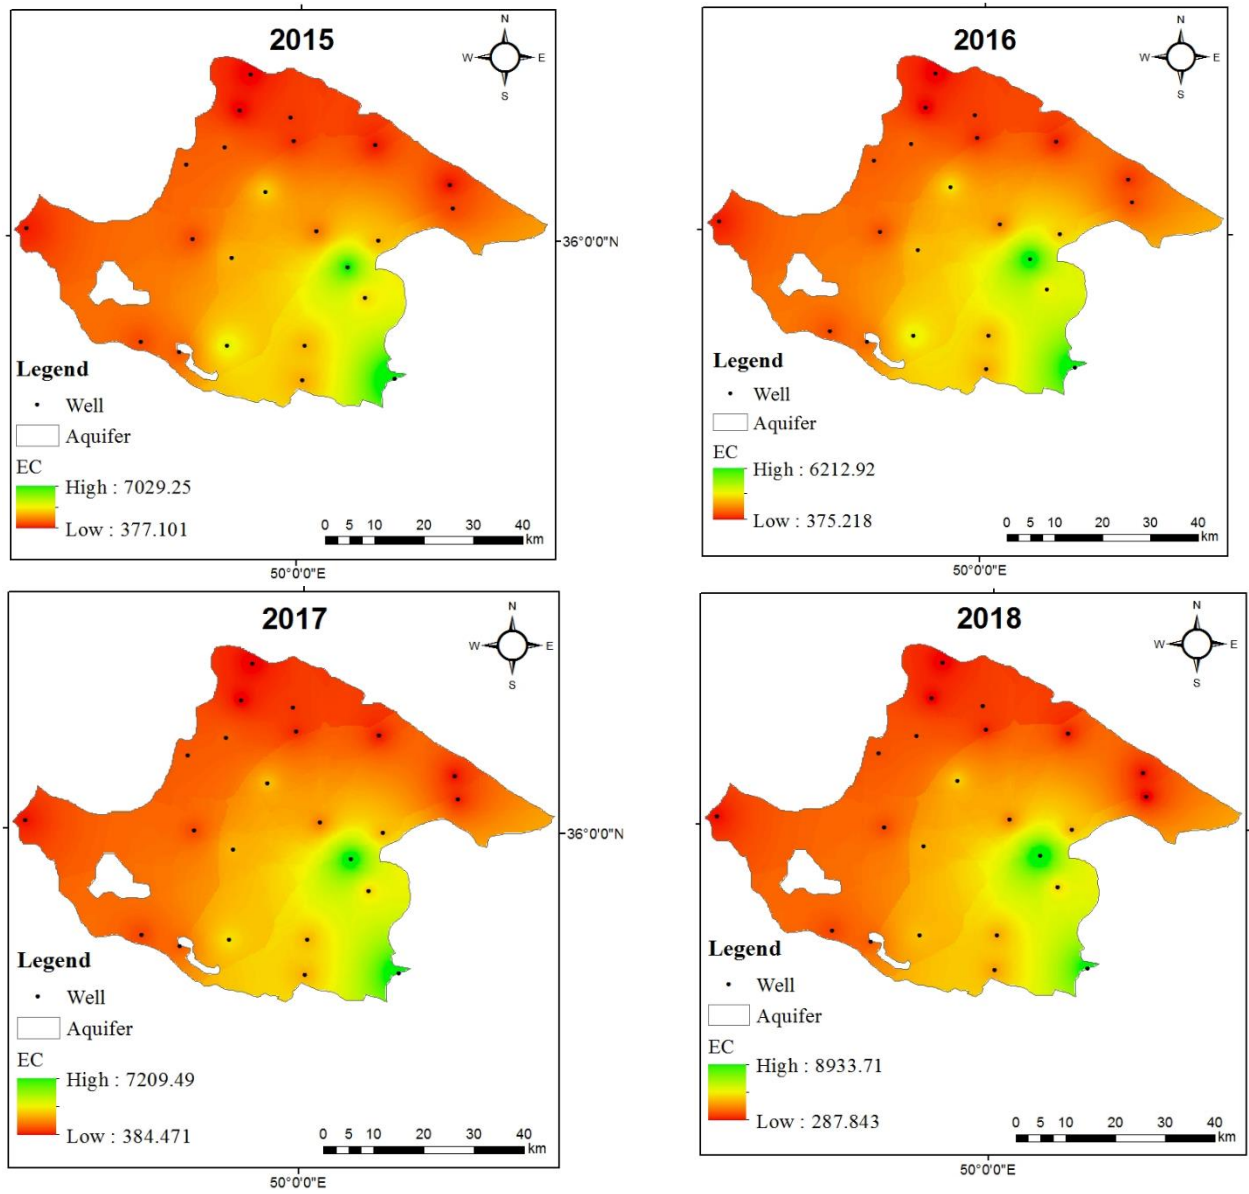 2015
N
W E
S
36°0'0"N
Legend
Well
Aquifer
EC
High : 7029.25
Low : 377.101
0 5 10 20 30 40
km
50°0'0"E
2016
N
W E
S
Legend
Well
Aquifer
EC
High : 6212.92
Low : 375.218
0 5 10 20 30 40
km
50°0'0"E
2017
N
W E
S
36°0'0"N
Legend
Well
Aquifer
EC
High : 7209.49
Low : 384.471
0 5 10 20 30 40
km
50°0'0"E
2018
N
W E
S
Legend
Well
Aquifer
EC
High : 8933.71
Low : 287.843
0 5 10 20 30 40
km
50°0'0"E